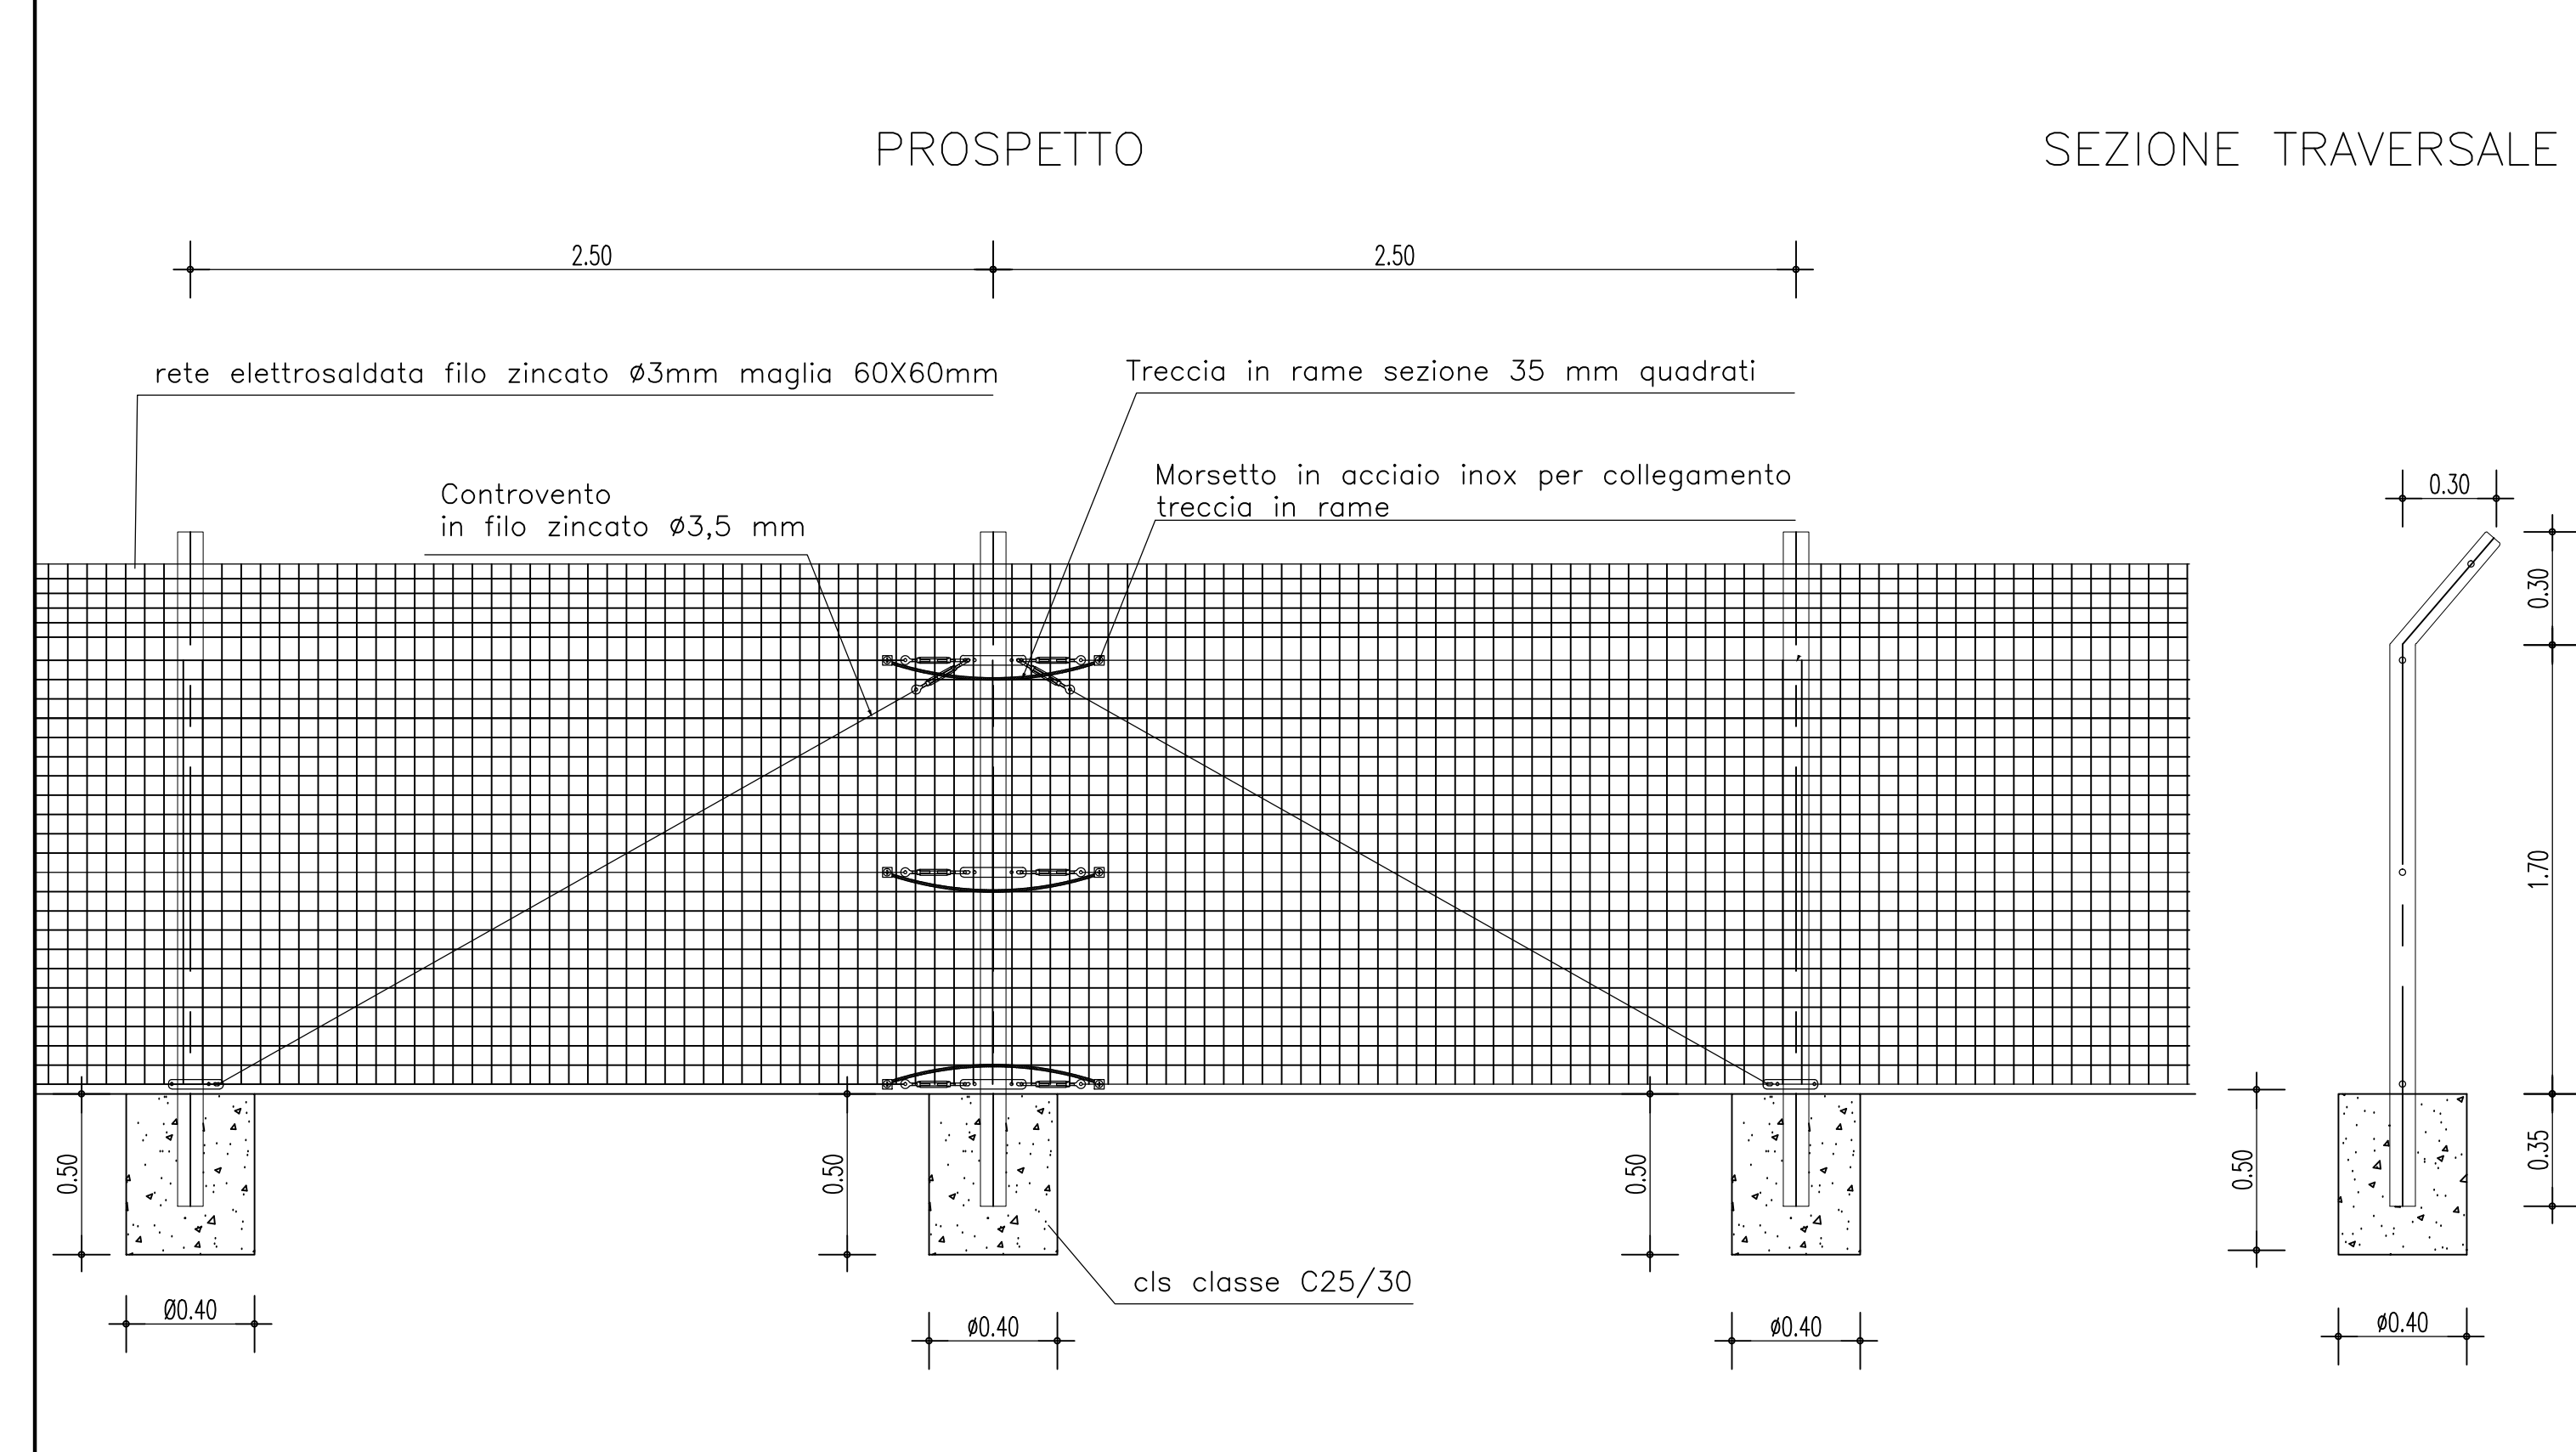 PROSPETTO
SEZIONE TRAVERSALE
2.50
2.50
rete elettrosaldata filo zincato Ø3mm maglia 60X60mm
Treccia in rame sezione 35 mm quadrati
Morsetto in acciaio inox per collegamento
treccia in rame
Controvento
in filo zincato Ø3,5 mm
0.30
0.30
1.70
0.35
0.50
0.50
0.50
0.50
cls classe C25/30
Ø0.40
Ø0.40
Ø0.40
Ø0.40